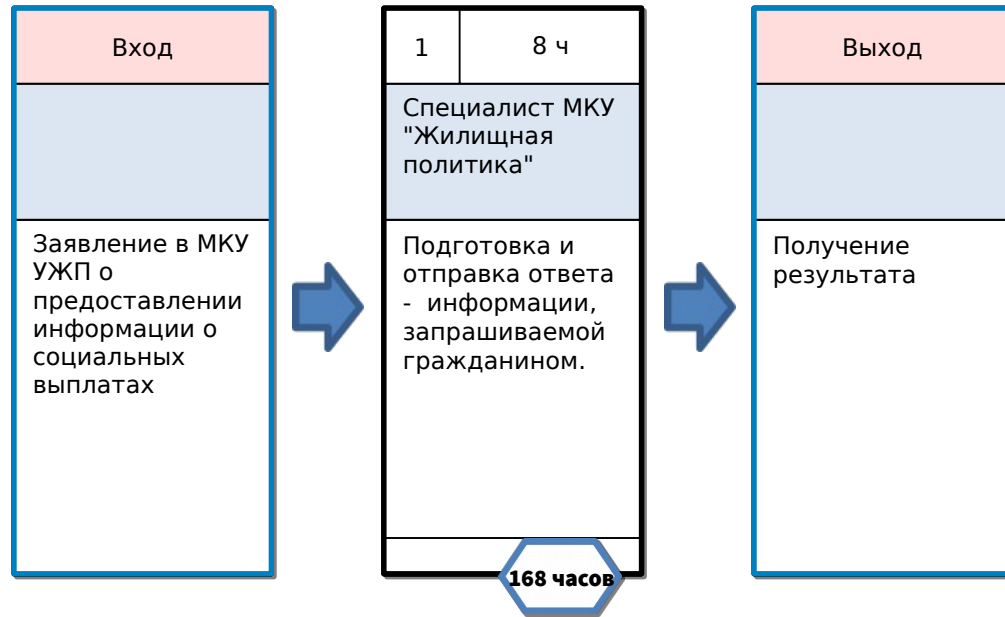 Вход
Заявление в МКУ
УЖП о
предоставлении
информации о
социальных
выплатах
1
8 ч
Специалист МКУ
"Жилищная
политика"
Подготовка и
отправка ответа
- информации,
запрашиваемой
гражданином.
168 часов
Выход
Получение
результата